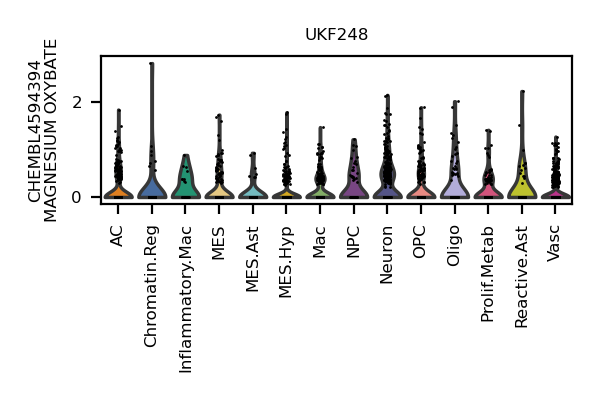 UKF248
CHEMBL4594394
MAGNESIUM OXYBATE
2
0
AC
Chromatin.Reg
Inflammatory.Mac
MES
MES.Ast
MES.Hyp
Mac
NPC
Neuron
OPC
Oligo
Prolif.Metab
Reactive.Ast
Vasc